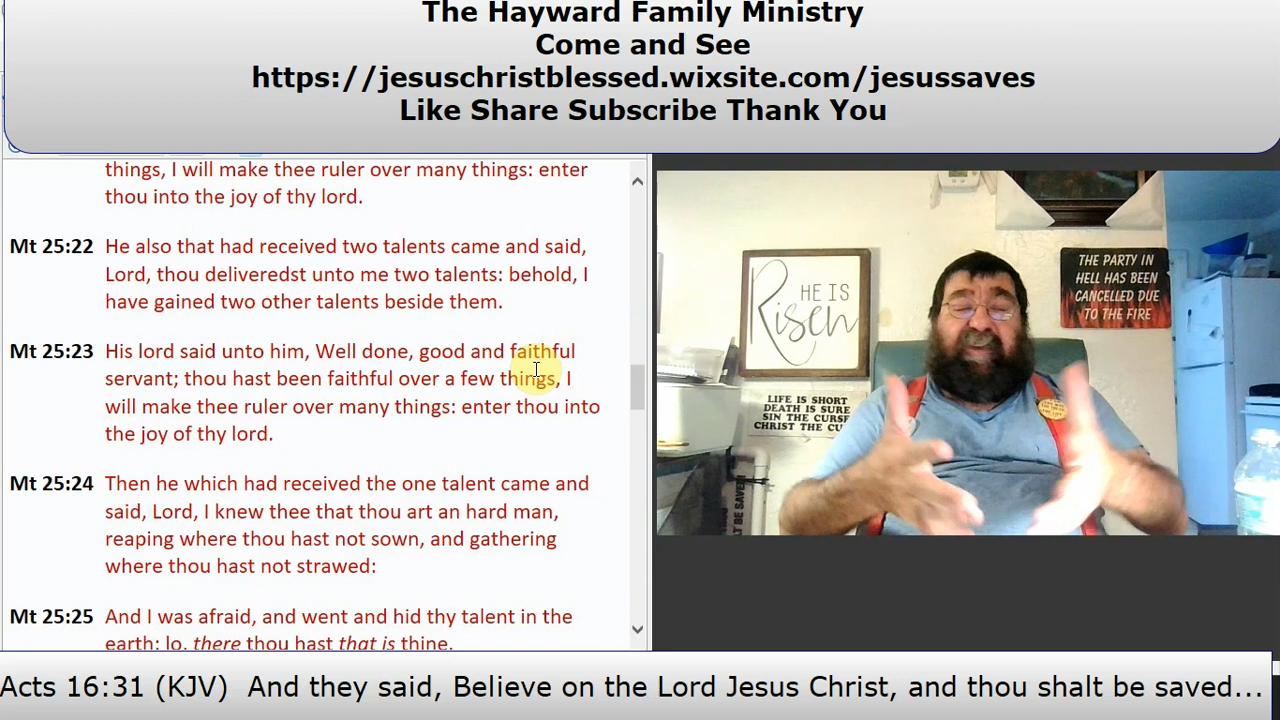 The Hayward Family Ministry
Come and See
https://jesuschristblessed.wixsite.com/jesussaves
Like Share Subscribe Thank You
things, I will make thee ruler over many things: enter
thou into the joy of thy lord.
Mt 25:22 He also that had received two talents came and said,
Lord, thou deliveredst unto me two talents: behold, I
have gained two other talents beside them.
Mt 25:23 His lord said unto him, Well done, good and faithful
servant; thou hast been faithful over a few things, I
will make thee ruler over many things: enter thou into
the joy of thy lord.
Mt 25:24 Then he which had received the one talent came and
said, Lord, I knew thee that thou art an hard man,
reaping where thou hast not sown, and gathering
where thou hast not strawed:
Mt 25:25 And I was afraid, and went and hid thy talent in the
earth: lo, there thou hast that is thine.
HE IS
Risen
THE PARTY IN
HELL HAS BEEN
CANCELLED DUE
TO THE FIRE
LIFE IS SHORT
DEATH IS SURE
SIN THE CURSE
CHRIST THE CU
BE SAVED
Acts 16:31 (KJV) And they said, Believe on the Lord Jesus Christ, and thou shalt be saved...